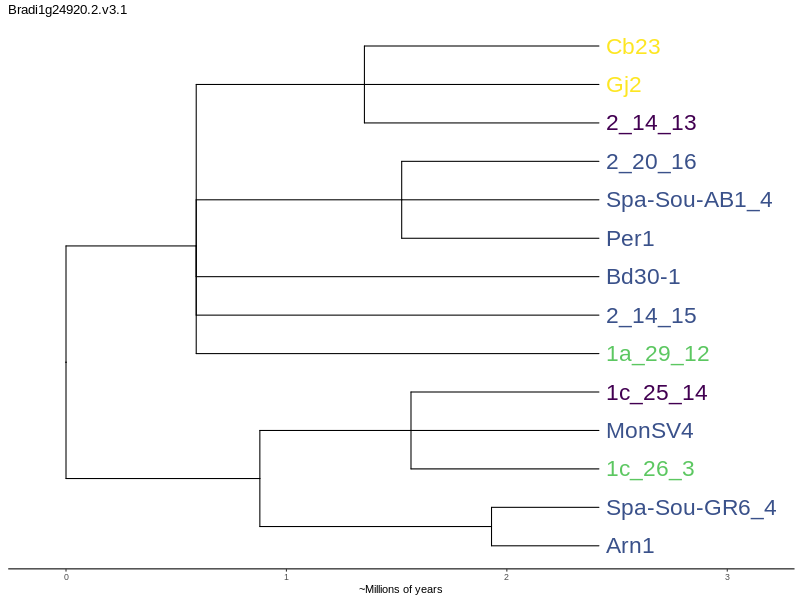 Bradi1g24920.2.v3.1
Cb23
Gj2
2_14_13
2_20_16
Spa-Sou-AB1_4
Per1
Bd30-1
2_14_15
1a_29_12
1c_25_14
MonSV4
1c_26_3
Spa-Sou-GR6_4
Arn1
0 1 2 3
~Millions of years